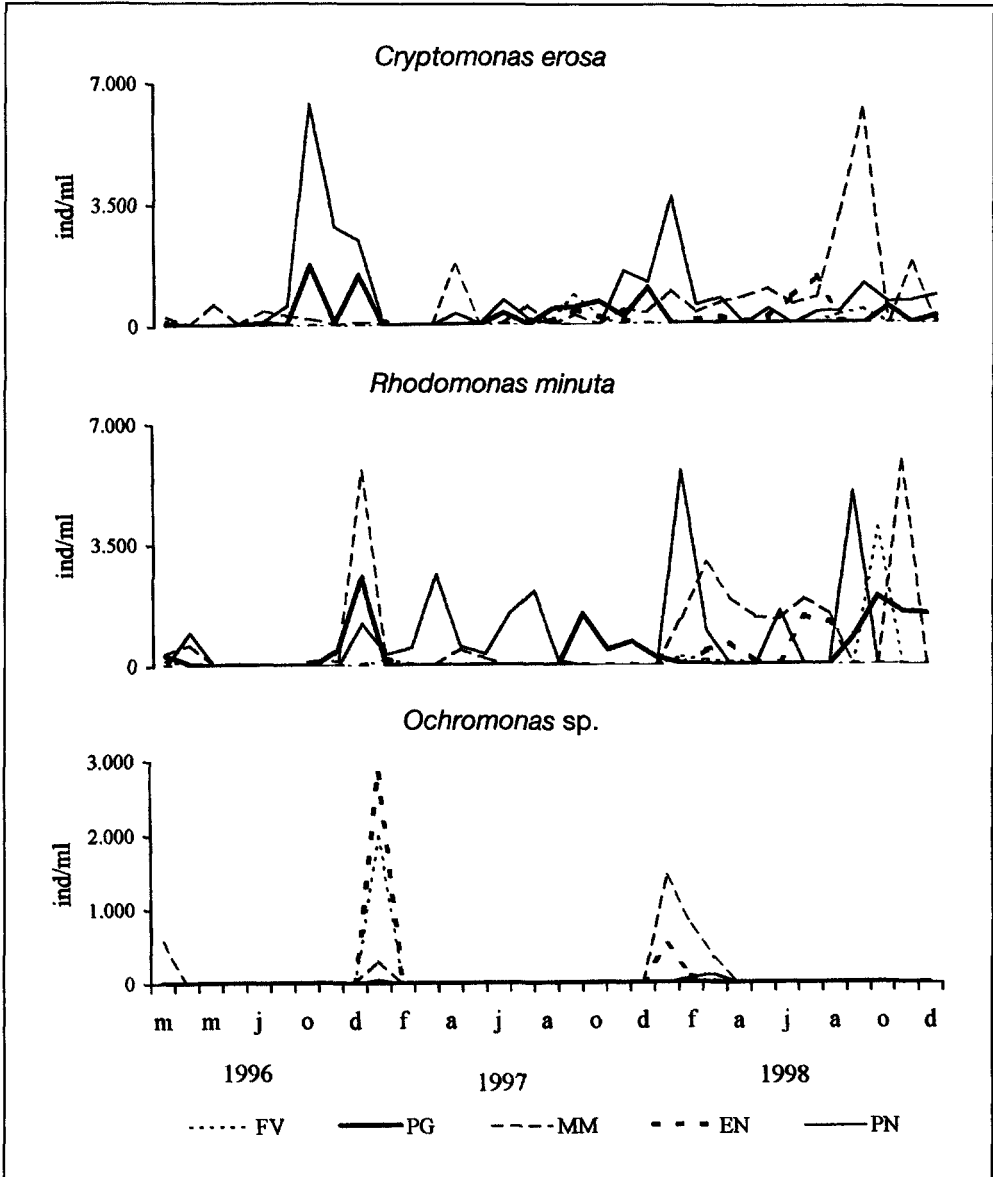 Cryptomonas erosa
7.000
3.500
0
ind/ml
Rhodomonas minuta
7.000
3.500
0
ind/ml
Ochromonas sp.
3.000
2.000
1.000
0
ind/ml
m m j o d f a j a o d f a j a o d
1996 1997 1998
FV PG MM EN PN